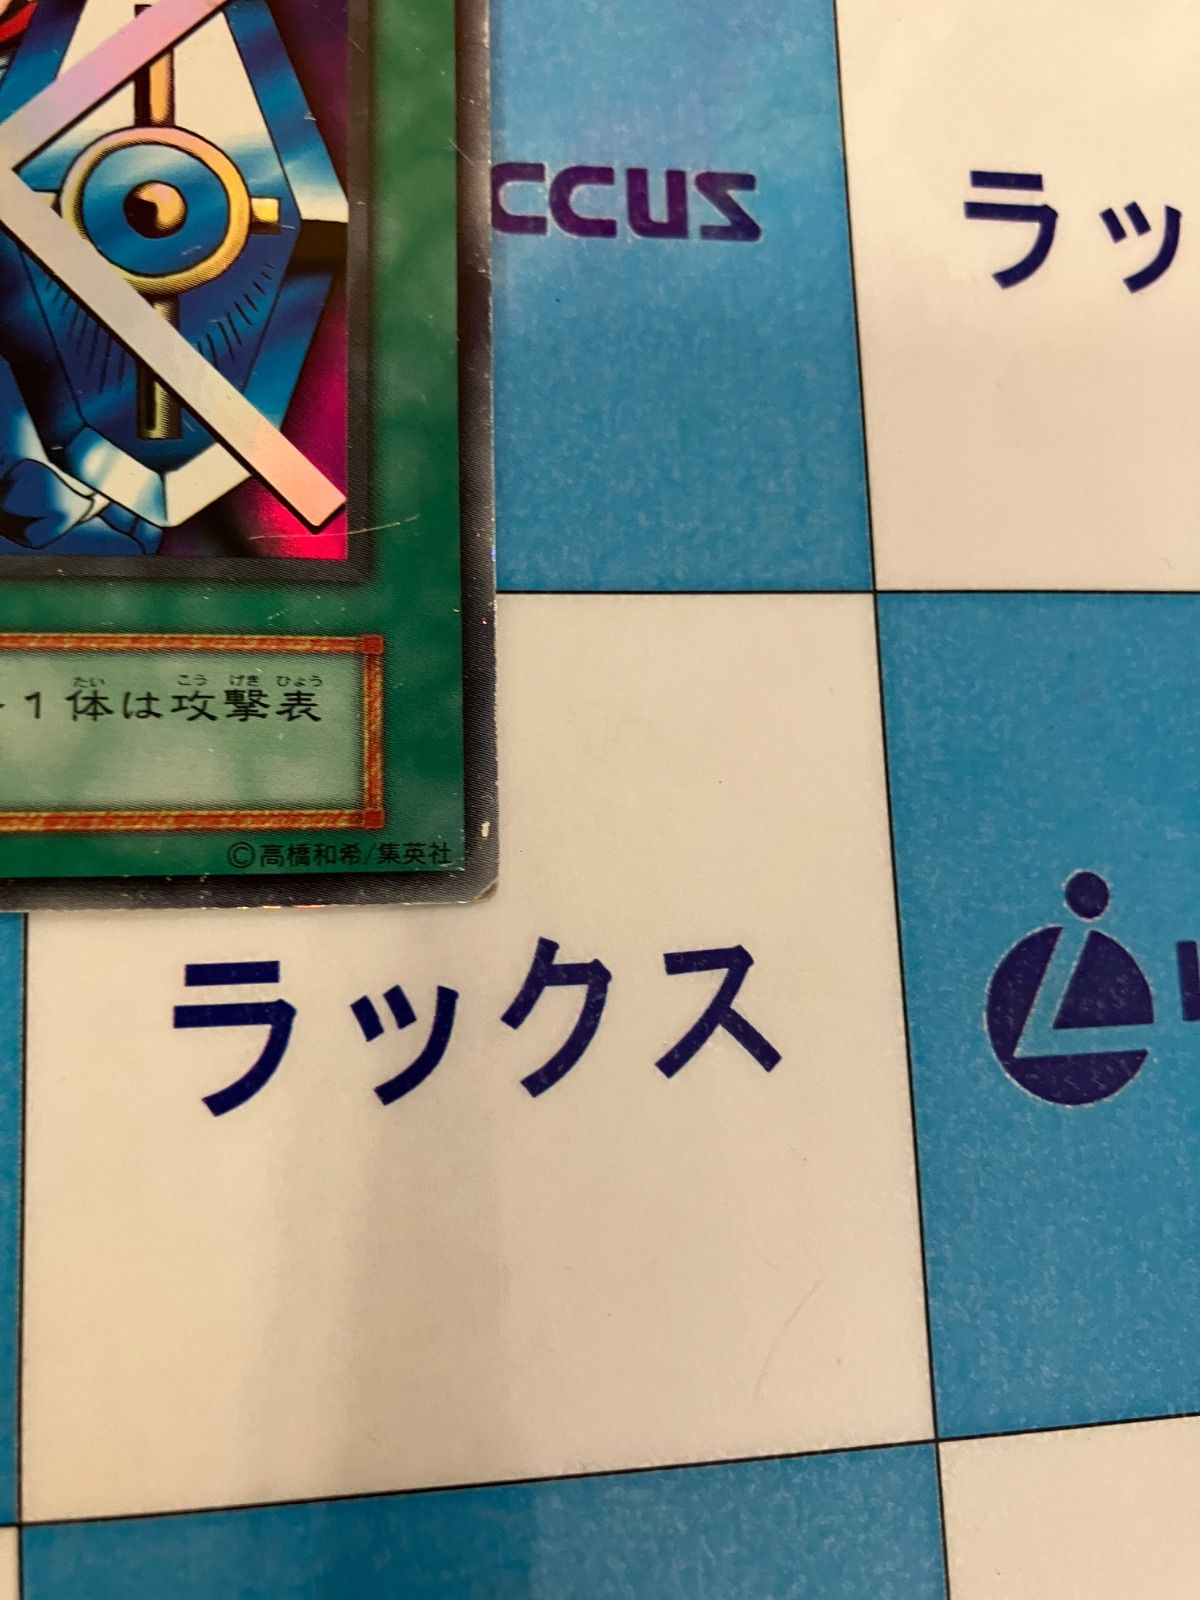 ccus
ラッ
たい こう げき ひょう
1体は攻撃表
©高橋和希/集英社
ラックス